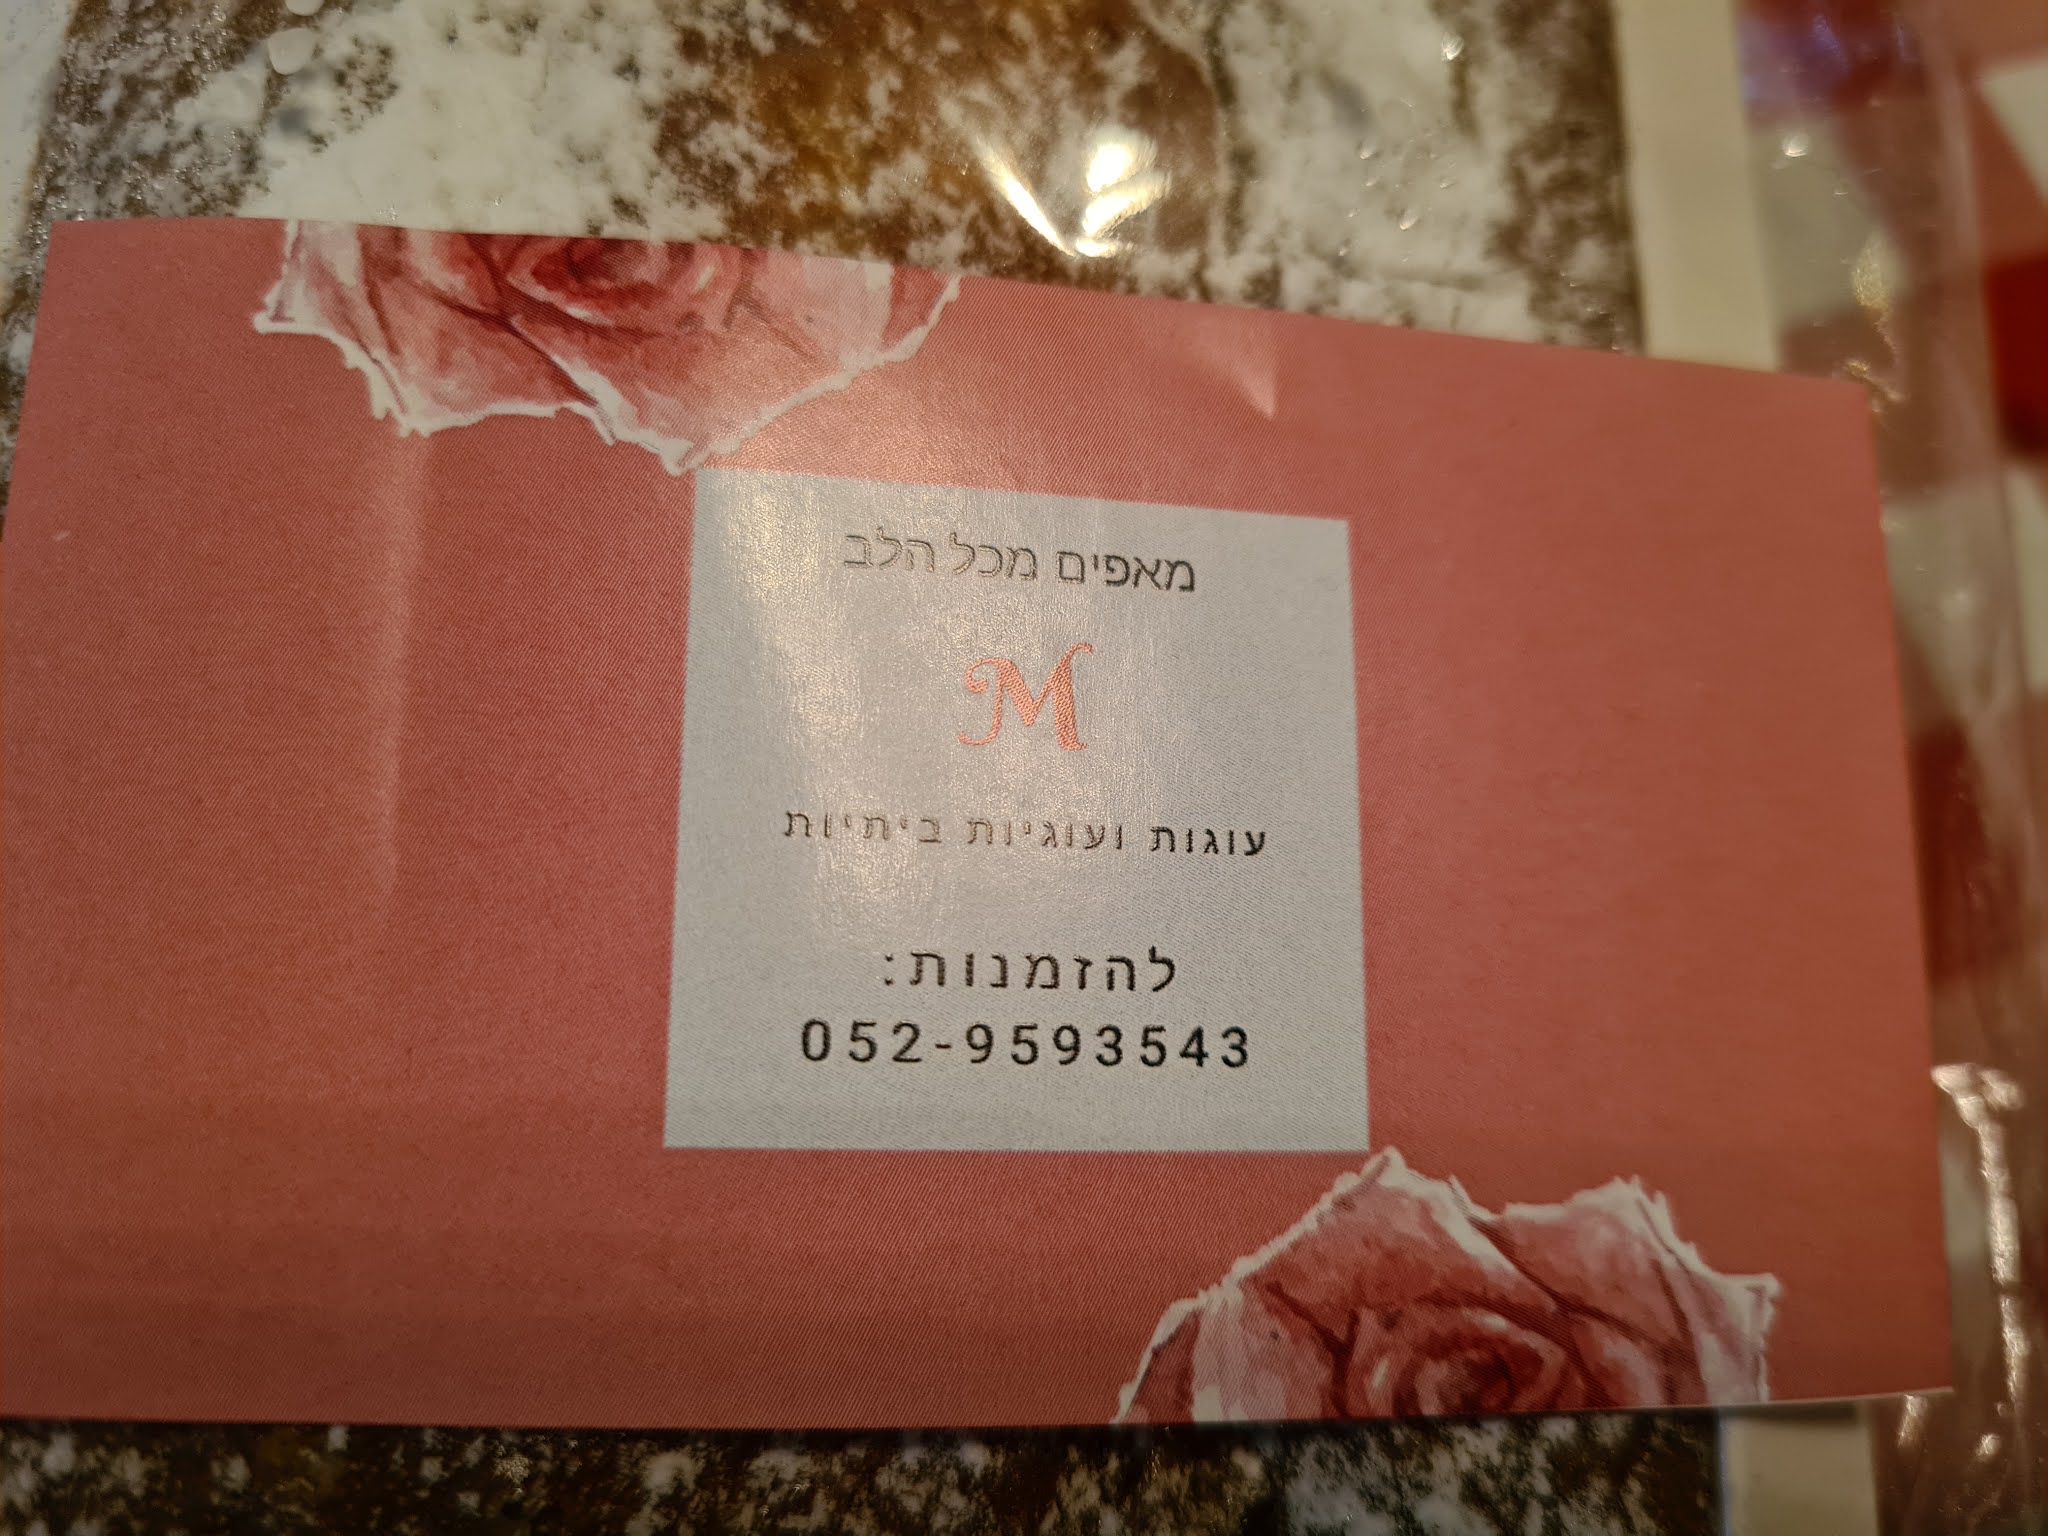 מאפים מכל הלב
M
עוגות ועוגיות ביתיות
להזמנות:
052-9593543